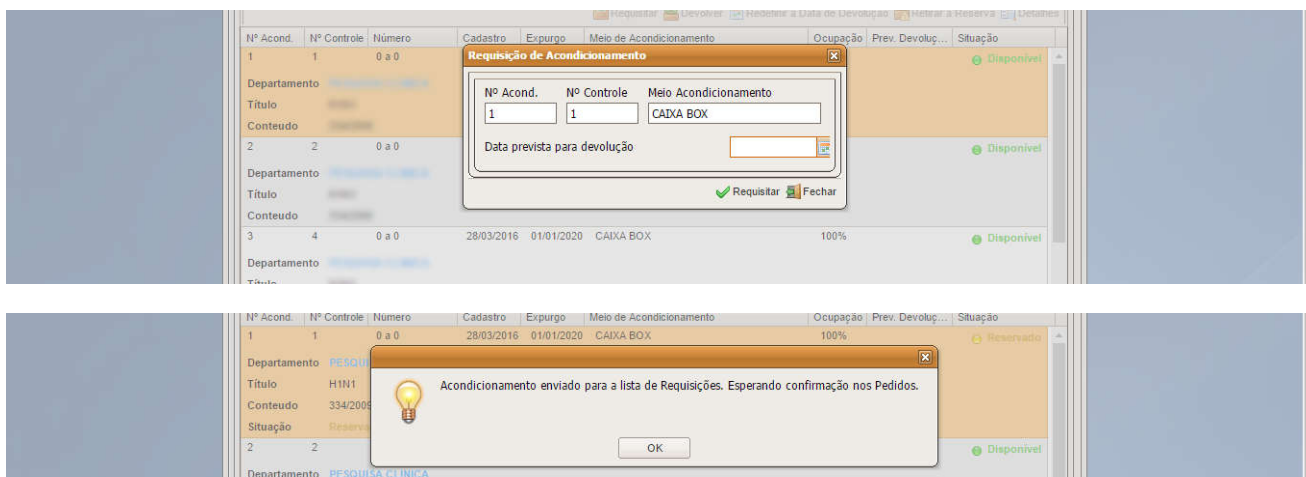 Requisitar Devolver Redefinir a Data de Devolução Retirar a Reserva Detalhes
Nº Acond. Nº Controle Número Cadastro Expurgo Meio de Acondicionamento Ocupação Prev. Devoluç... Situação
1 1 0 a 0 Disponível
Requisição de Acondicionamento
Departamento
Título
Conteudo
Nº Acond. Nº Controle Meio Acondicionamento
1 1 CAIXA BOX
Data prevista para devolução
Requisitar Fechar
2 2 0 a 0 Disponível
Departamento
Título
Conteudo
3 4 0 a 0 28/03/2016 01/01/2020 CAIXA BOX 100% Disponível
Departamento
Título
Nº Acond. Nº Controle Número Cadastro Expurgo Meio de Acondicionamento Ocupação Prev. Devoluç... Situação
1 1 0 a 0 28/03/2016 01/01/2020 CAIXA BOX 100% Reservado
Departamento PESQUI
Título H1N1
Conteudo 334/2009
Situação Reserva
Acondicionamento enviado para a lista de Requisições. Esperando confirmação nos Pedidos.
OK
2 2 Disponível
Departamento PESQUISA CLINICA